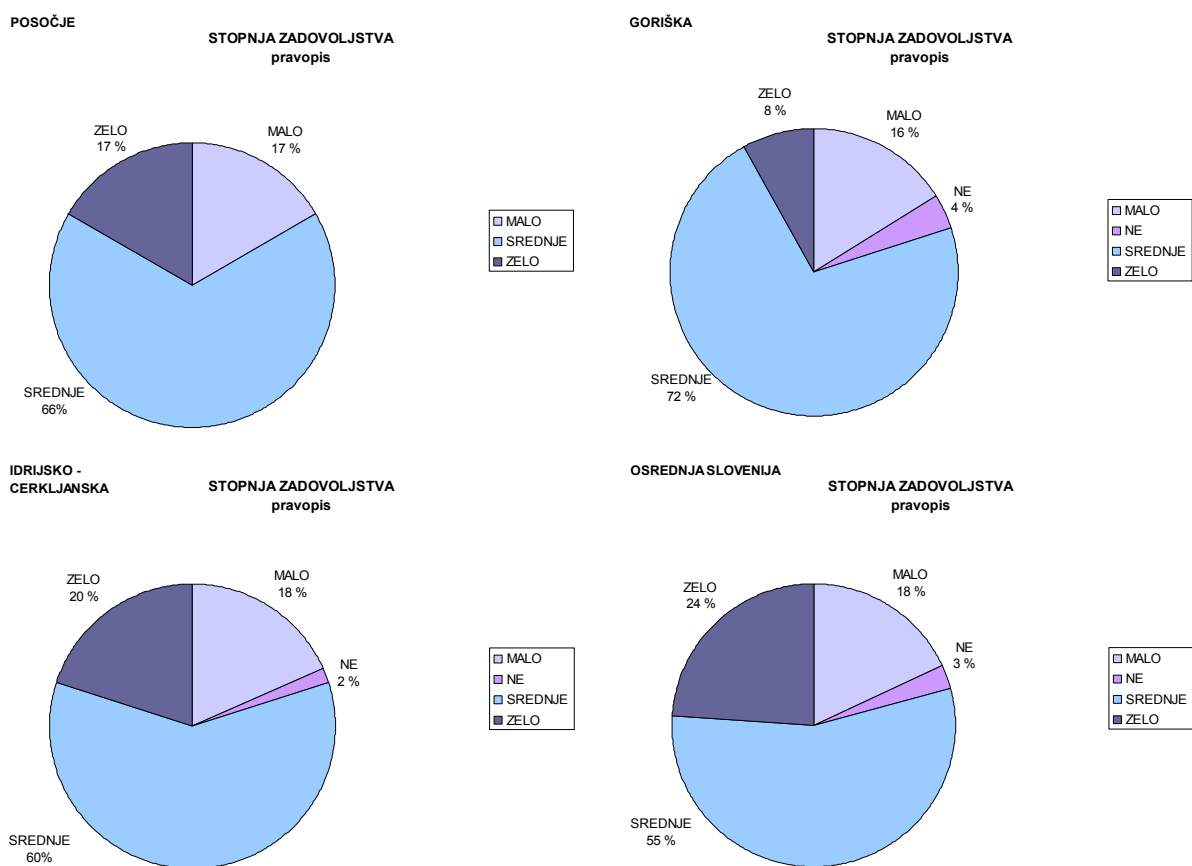 POSOČJE
STOPNJA ZADOVOLJSTVA
pravopis
ZELO
17 %
MALO
17 %
SREDNJE
66%
MALO
SREDNJE
ZELO
GORIŠKA
STOPNJA ZADOVOLJSTVA
pravopis
ZELO
8 %
MALO
16 %
NE
4 %
SREDNJE
72 %
MALO
NE
SREDNJE
ZELO
IDRIJSKO -
CERKLJANSKA
STOPNJA ZADOVOLJSTVA
pravopis
ZELO
20 %
MALO
18 %
NE
2 %
SREDNJE
60%
MALO
NE
SREDNJE
ZELO
OSREDNJA SLOVENIJA
STOPNJA ZADOVOLJSTVA
pravopis
ZELO
24 %
MALO
18 %
NE
3 %
SREDNJE
55 %
MALO
NE
SREDNJE
ZELO